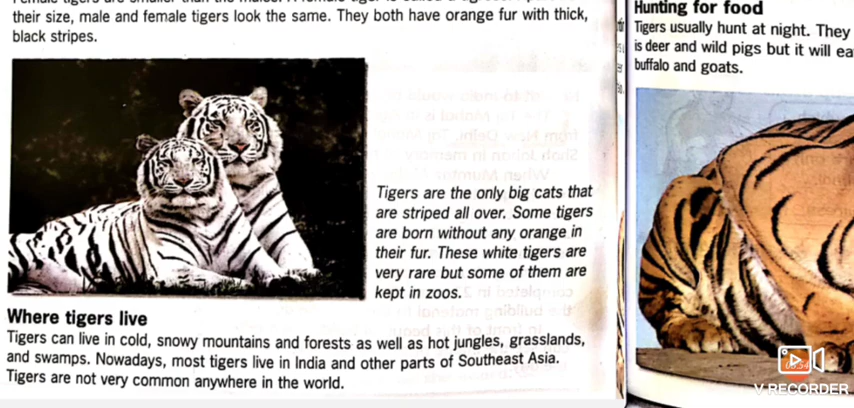 their size, male and female tigers look the same. They both have orange fur with thick,
black stripes.
Tigers are the only big cats that
are striped all over. Some tigers
are born without any orange in
their fur. These white tigers are
very rare but some of them are
kept in zoos.
Where tigers live
Tigers can live in cold, snowy mountains and forests as well as hot jungles, grasslands,
and swamps. Nowadays, most tigers live in India and other parts of Southeast Asia.
Tigers are not very common anywhere in the world.
Hunting for food
Tigers usually hunt at night. They
is deer and wild pigs but it will ea
buffalo and goats.
V RECORDER